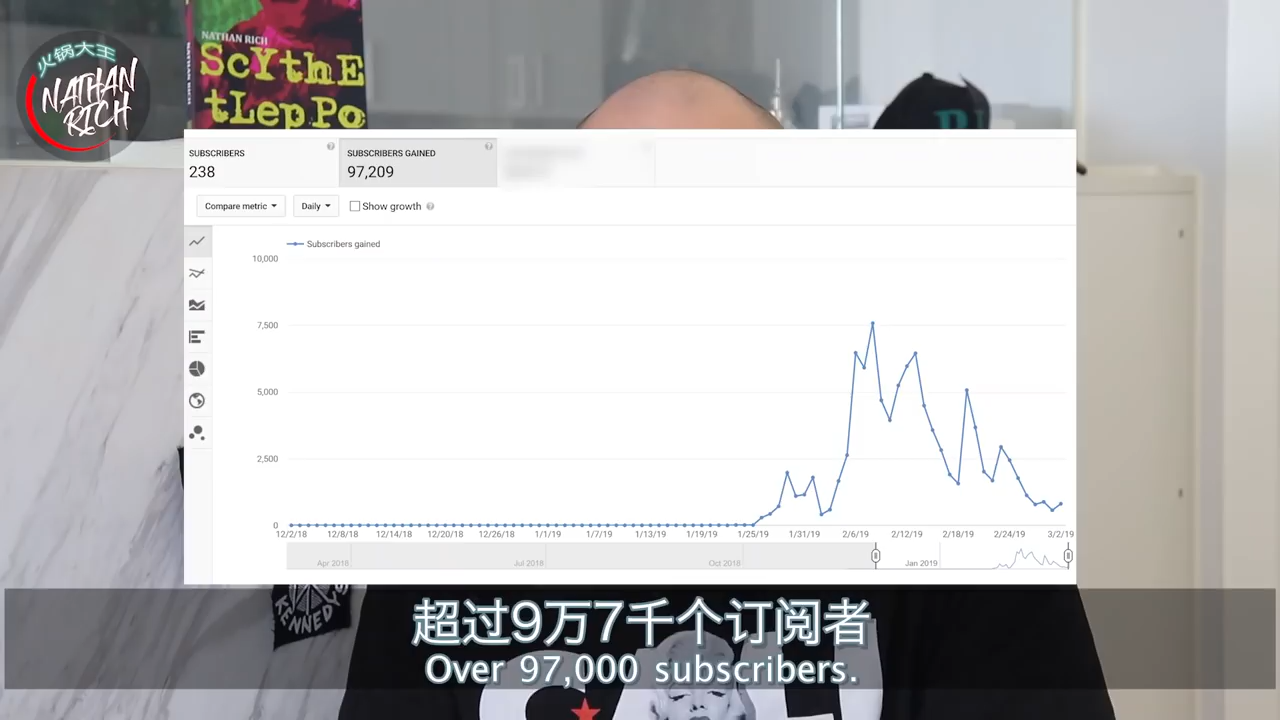 火锅大王
NATHAN
RICH
NATHAN RICH
NATHAN RICH
ScYthE
tLepPo
SUBSCRIBERS
238
SUBSCRIBERS GAINED
97,209
Compare metric
Daily
Show growth
Subscribers gained
10,000
7,500
5,000
2,500
0
12/2/18 12/8/18 12/14/18 12/20/18 12/26/18 1/1/19 1/7/19 1/13/19 1/19/19 1/25/19 1/31/19 2/6/19 2/12/19 2/18/19 2/24/19 3/2/19
Apr 2018 Jul 2018 Oct 2018 Jan 2019
KENNEDYS
超过9万7千个订阅者
Over 97,000 subscribers.